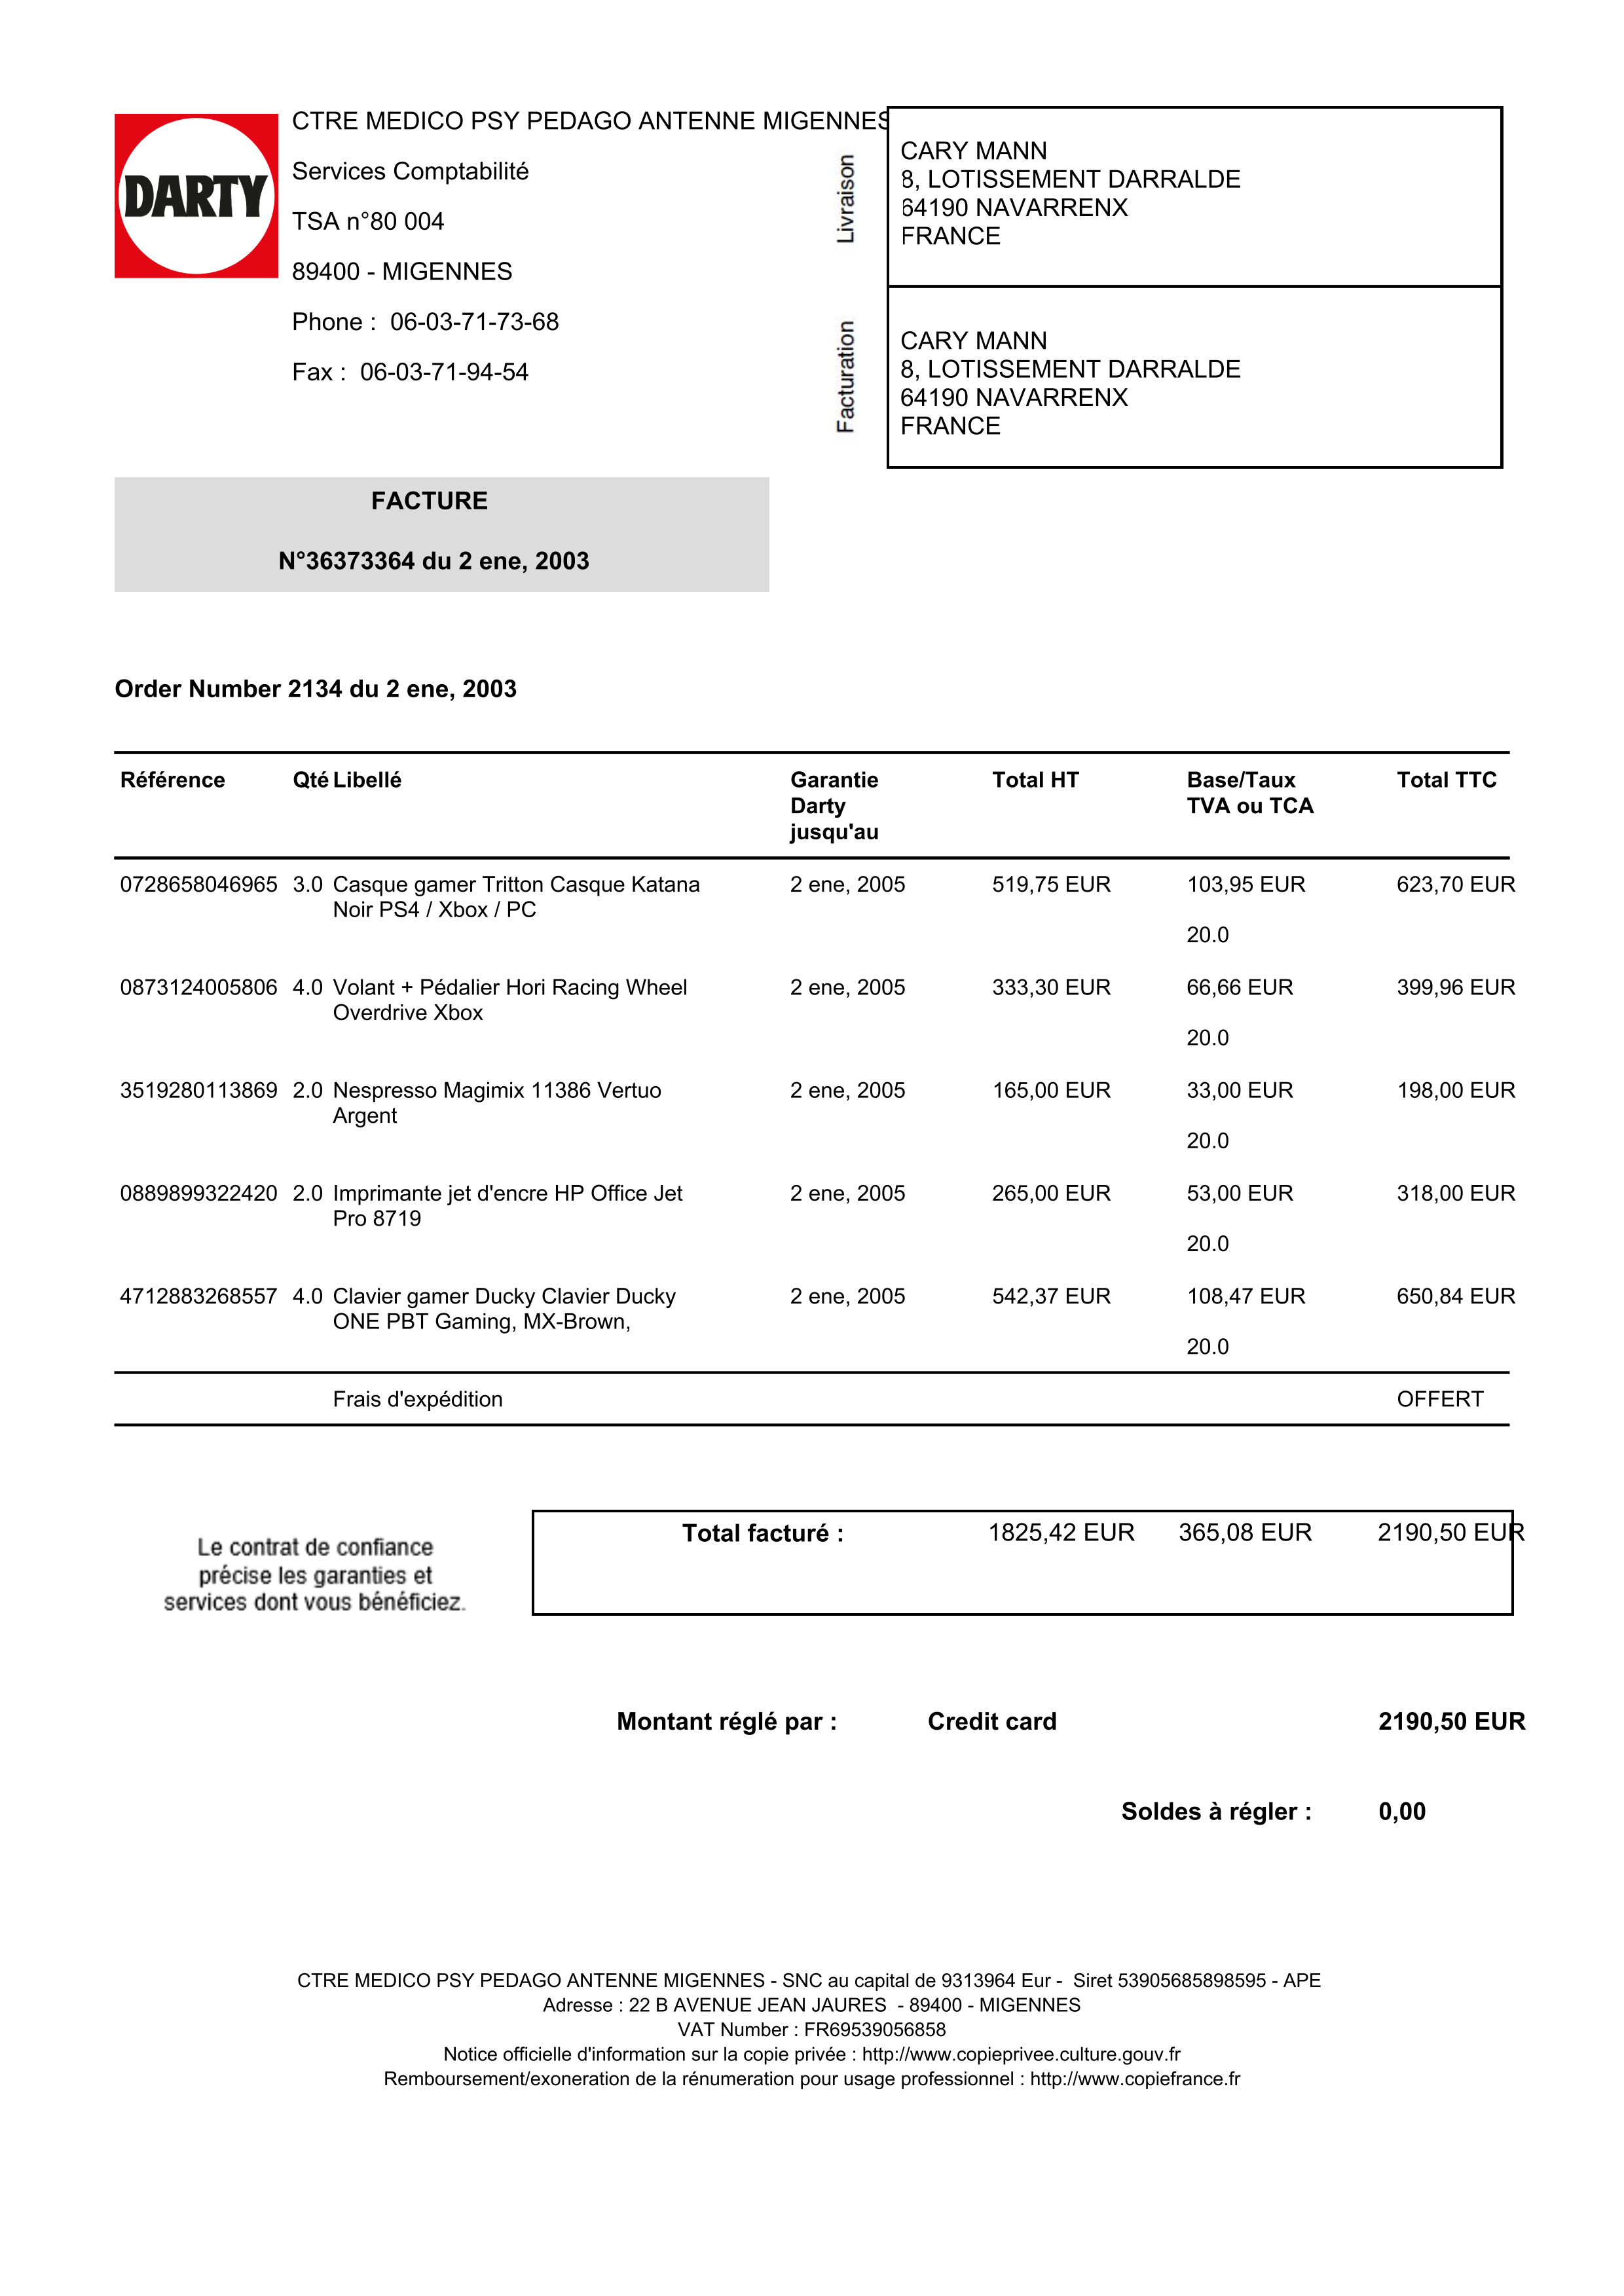 DARTY
CTRE MEDICO PSY PEDAGO ANTENNE MIGENNES
Services Comptabilité
TSA n°80 004
89400 - MIGENNES
Phone :  06-03-71-73-68
Fax :  06-03-71-94-54
Livraison
CARY MANN
8, LOTISSEMENT DARRALDE
64190 NAVARRENX
FRANCE
Facturation
CARY MANN
8, LOTISSEMENT DARRALDE
64190 NAVARRENX
FRANCE
FACTURE
N°36373364 du 2 ene, 2003
Order Number 2134 du 2 ene, 2003
Référence Qté Libellé Garantie Total HT Base/Taux Total TTC
Darty TVA ou TCA
jusqu'au
0728658046965 3.0 Casque gamer Tritton Casque Katana 2 ene, 2005 519,75 EUR 103,95 EUR 623,70 EUR
Noir PS4 / Xbox / PC
20.0
0873124005806 4.0 Volant + Pédalier Hori Racing Wheel 2 ene, 2005 333,30 EUR 66,66 EUR 399,96 EUR
Overdrive Xbox
20.0
3519280113869 2.0 Nespresso Magimix 11386 Vertuo 2 ene, 2005 165,00 EUR 33,00 EUR 198,00 EUR
Argent
20.0
0889899322420 2.0 Imprimante jet d'encre HP Office Jet 2 ene, 2005 265,00 EUR 53,00 EUR 318,00 EUR
Pro 8719
20.0
4712883268557 4.0 Clavier gamer Ducky Clavier Ducky 2 ene, 2005 542,37 EUR 108,47 EUR 650,84 EUR
ONE PBT Gaming, MX-Brown,
20.0
Frais d'expédition OFFERT
Total facturé : 1825,42 EUR 365,08 EUR 2190,50 EUR
Le contrat de confiance
précise les garanties et
services dont vous bénéficiez.
Montant réglé par : Credit card 2190,50 EUR
Soldes à régler : 0,00
CTRE MEDICO PSY PEDAGO ANTENNE MIGENNES - SNC au capital de 9313964 Eur -  Siret 53905685898595 - APE
Adresse : 22 B AVENUE JEAN JAURES  - 89400 - MIGENNES
VAT Number : FR69539056858
Notice officielle d'information sur la copie privée : http://www.copieprivee.culture.gouv.fr
Remboursement/exoneration de la rénumeration pour usage professionnel : http://www.copiefrance.fr